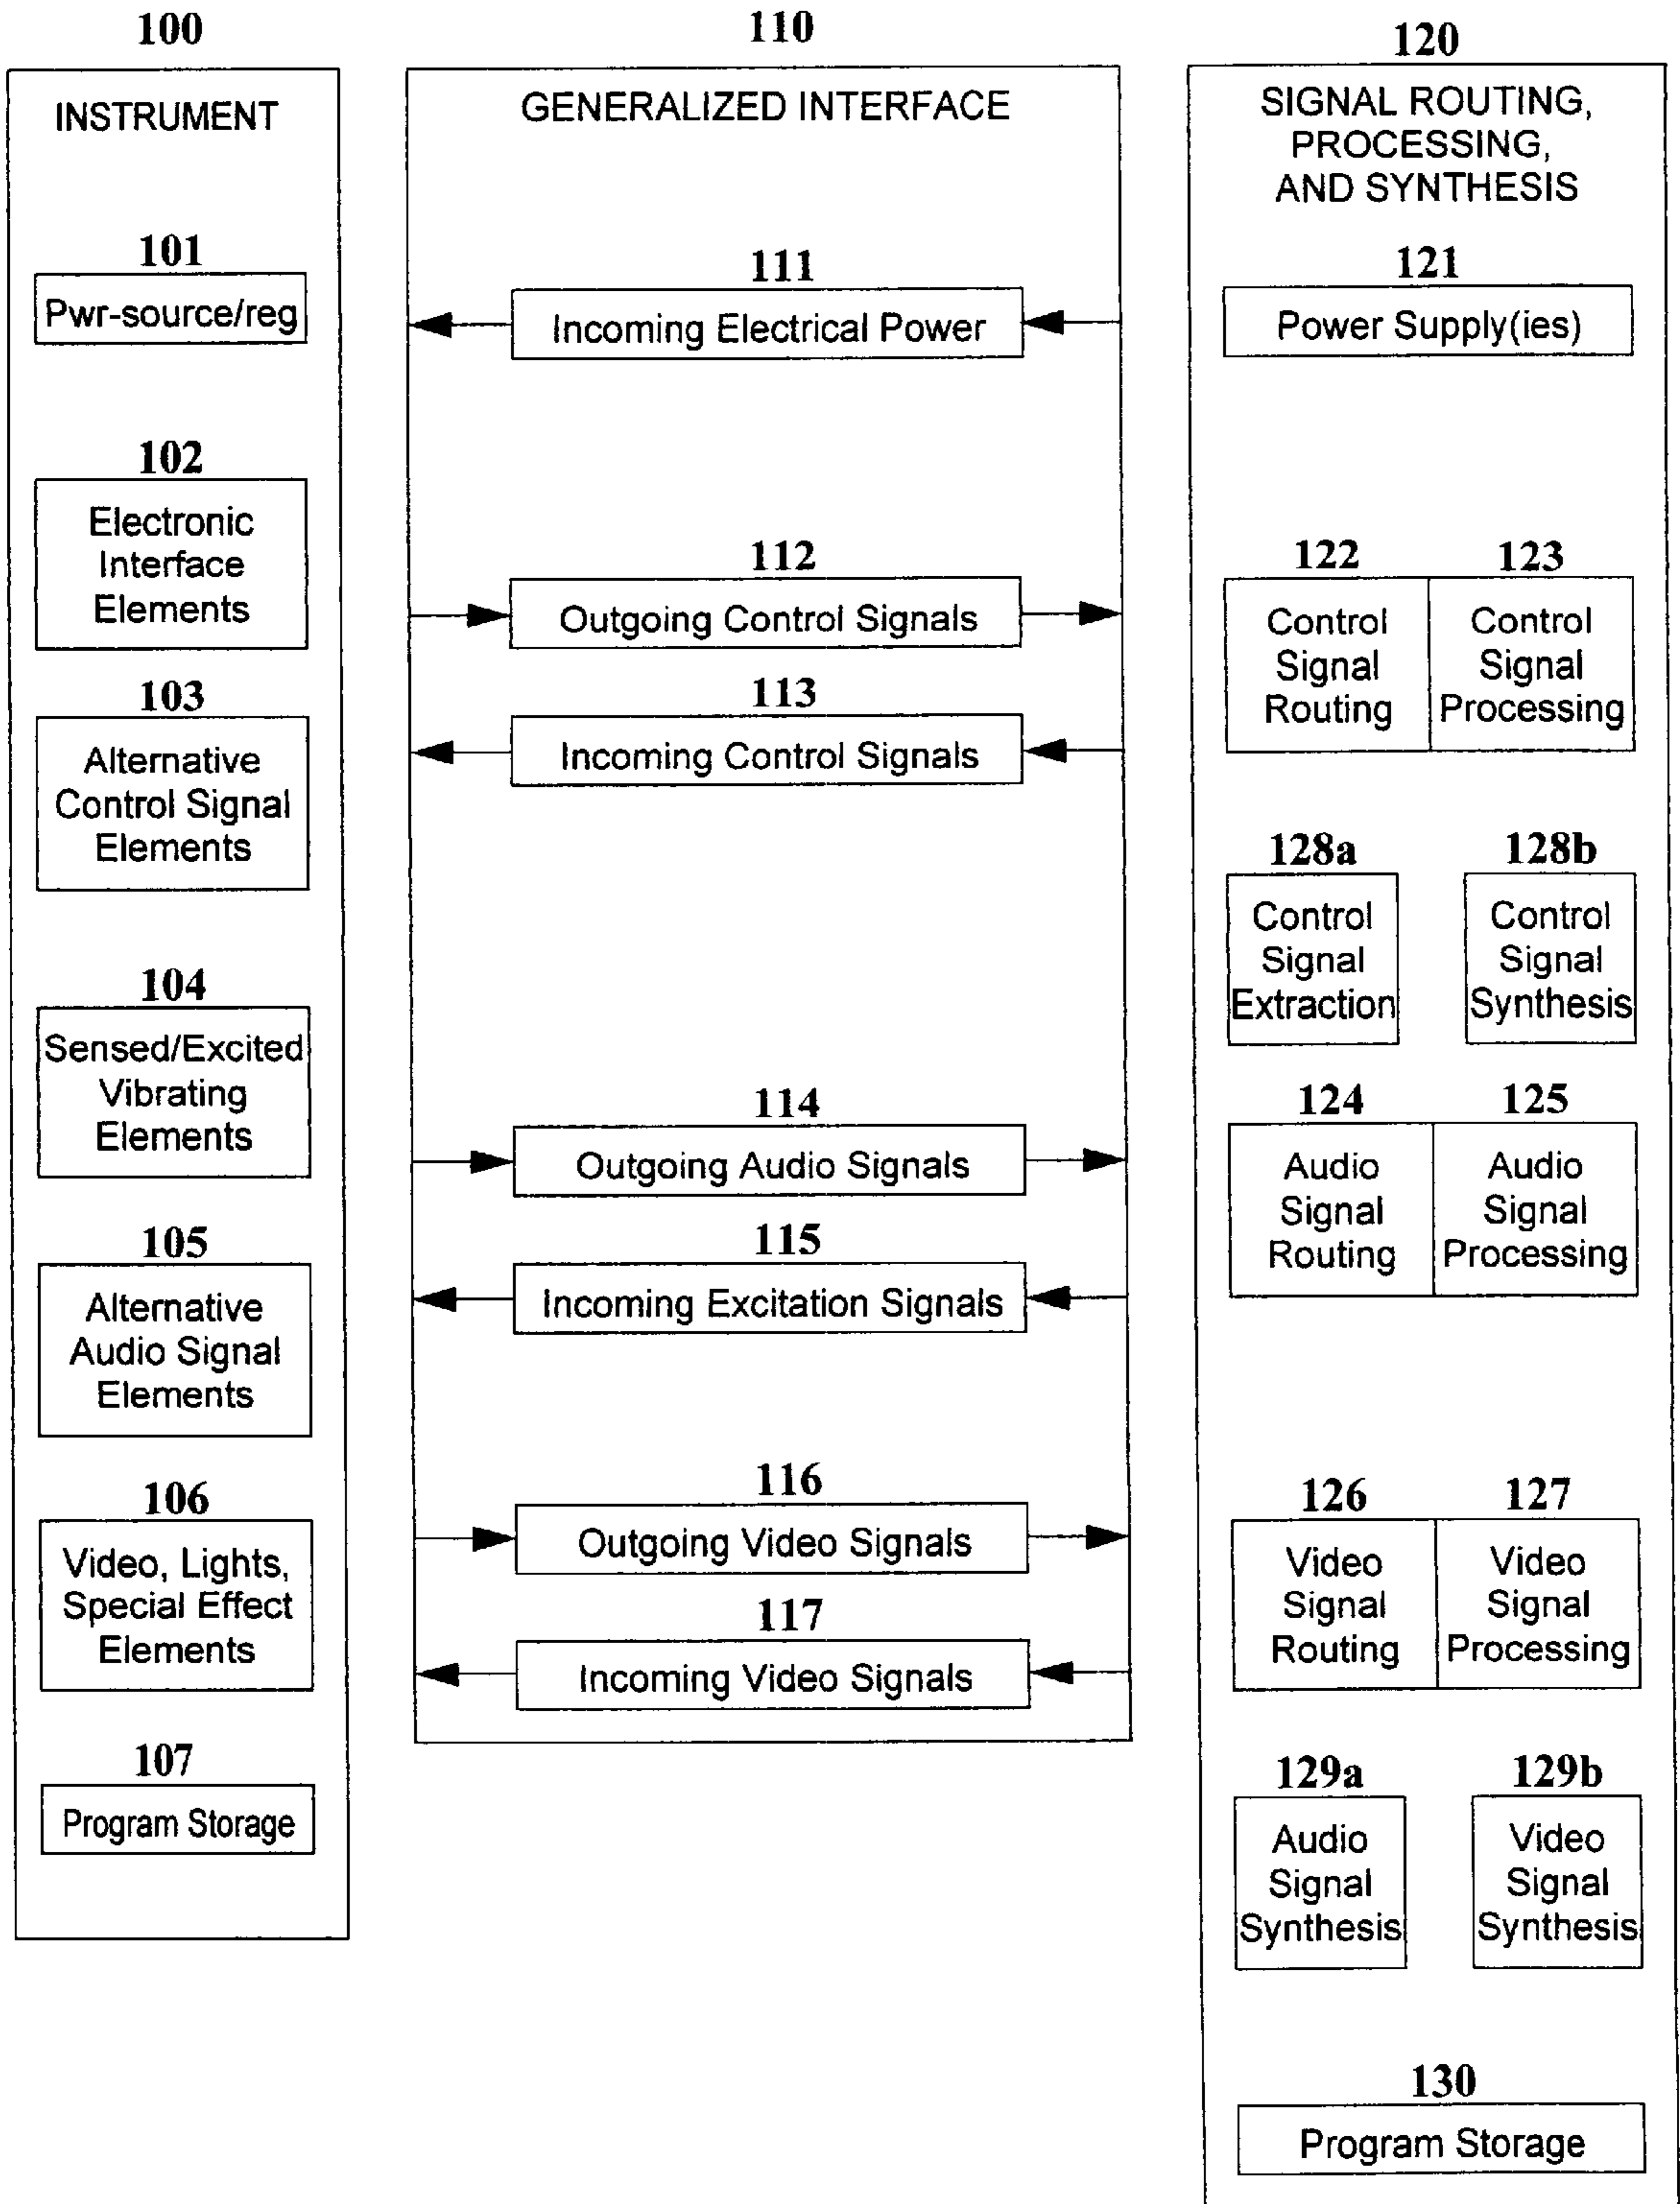 100
INSTRUMENT
101
Pwr-source/reg
102
Electronic
Interface
Elements
103
Alternative
Control Signal
Elements
104
Sensed/Excited
Vibrating
Elements
105
Alternative
Audio Signal
Elements
106
Video, Lights,
Special Effect
Elements
107
Program Storage
110
GENERALIZED INTERFACE
111
Incoming Electrical Power
112
Outgoing Control Signals
113
Incoming Control Signals
114
Outgoing Audio Signals
115
Incoming Excitation Signals
116
Outgoing Video Signals
117
Incoming Video Signals
120
SIGNAL ROUTING,
PROCESSING,
AND SYNTHESIS
121
Power Supply(ies)
122
Control
Signal
Routing
123
Control
Signal
Processing
128a
Control
Signal
Extraction
128b
Control
Signal
Synthesis
124
Audio
Signal
Routing
125
Audio
Signal
Processing
126
Video
Signal
Routing
127
Video
Signal
Processing
129a
Audio
Signal
Synthesis
129b
Video
Signal
Synthesis
130
Program Storage